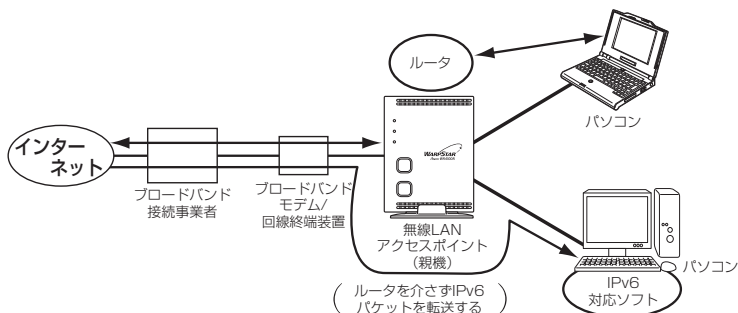 ルータ
パソコン
WARPSTAR
インター
ネット
ブロードバンド
接続事業者
ブロードバンド
モデム/
回線終端装置
無線LAN
アクセスポイント
(親機)
パソコン
IPv6
対応ソフト
ルータを介さずIPv6
パケットを転送する